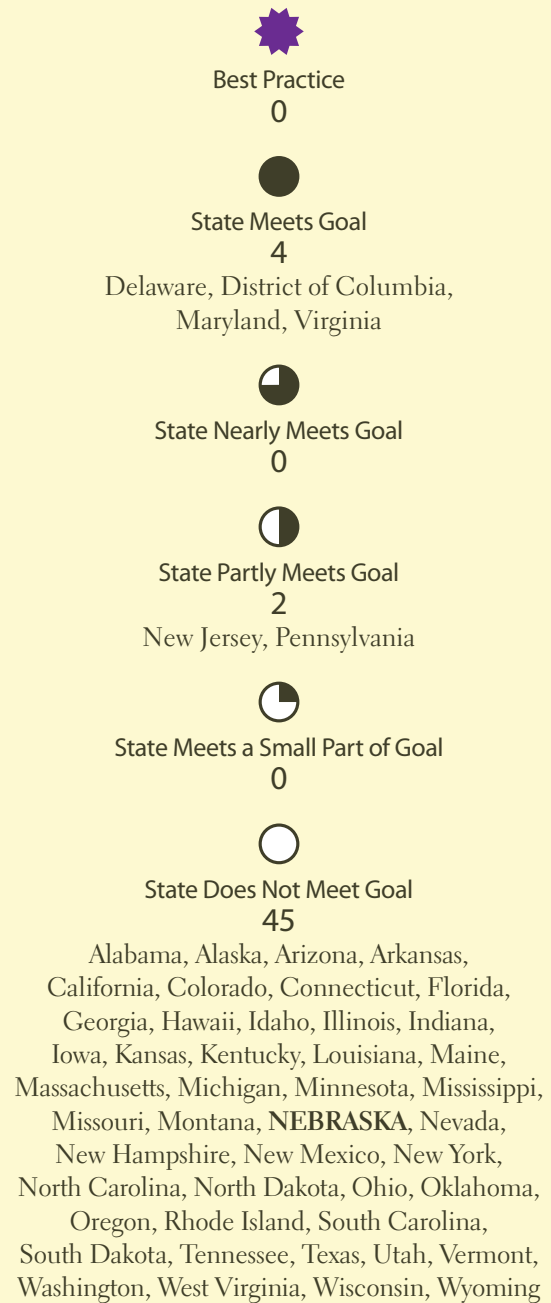 Best Practice
0
State Meets Goal
4
Delaware, District of Columbia,
Maryland, Virginia
State Nearly Meets Goal
0
State Partly Meets Goal
2
New Jersey, Pennsylvania
State Meets a Small Part of Goal
0
State Does Not Meet Goal
45
Alabama, Alaska, Arizona, Arkansas,
California, Colorado, Connecticut, Florida,
Georgia, Hawaii, Idaho, Illinois, Indiana,
Iowa, Kansas, Kentucky, Louisiana, Maine,
Massachusetts, Michigan, Minnesota, Mississippi,
Missouri, Montana, NEBRASKA, Nevada,
New Hampshire, New Mexico, New York,
North Carolina, North Dakota, Ohio, Oklahoma,
Oregon, Rhode Island, South Carolina,
South Dakota, Tennessee, Texas, Utah, Vermont,
Washington, West Virginia, Wisconsin, Wyoming